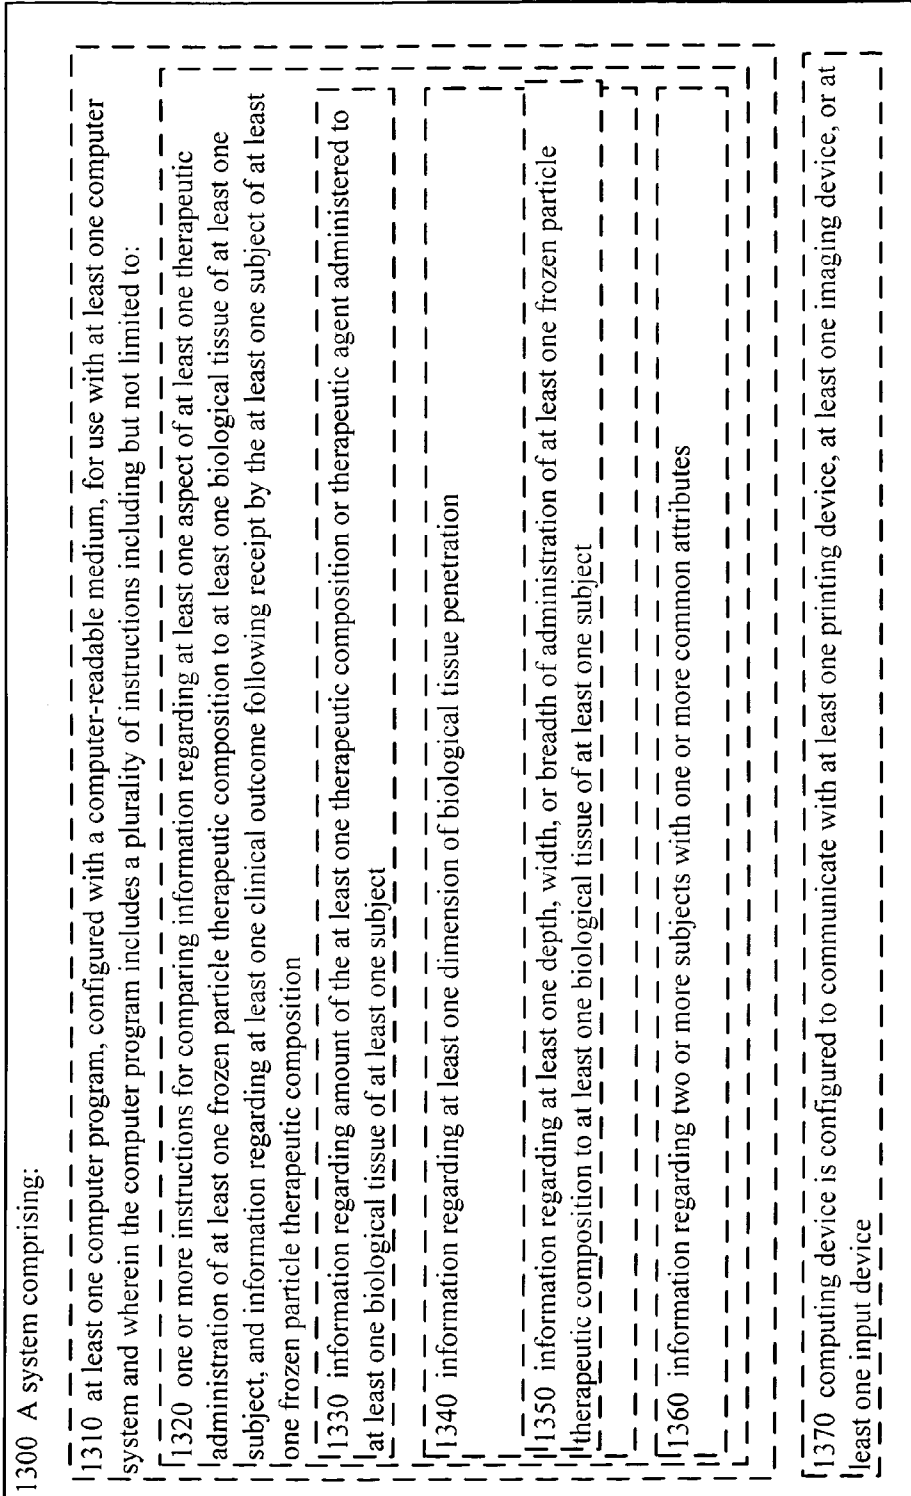 1300 A system comprising:
1310 at least one computer program, configured with a computer-readable medium, for use with at least one computer
system and wherein the computer program includes a plurality of instructions including but not limited to:
1320 one or more instructions for comparing information regarding at least one aspect of at least one therapeutic
administration of at least one frozen particle therapeutic composition to at least one biological tissue of at least one
subject, and information regarding at least one clinical outcome following receipt by the at least one subject of at least
one frozen particle therapeutic composition
1330 information regarding amount of the at least one therapeutic composition or therapeutic agent administered to
at least one biological tissue of at least one subject
1340 information regarding at least one dimension of biological tissue penetration
1350 information regarding at least one depth, width, or breadth of administration of at least one frozen particle
therapeutic composition to at least one biological tissue of at least one subject
1360 information regarding two or more subjects with one or more common attributes
1370 computing device is configured to communicate with at least one printing device, at least one imaging device, or at
least one input device